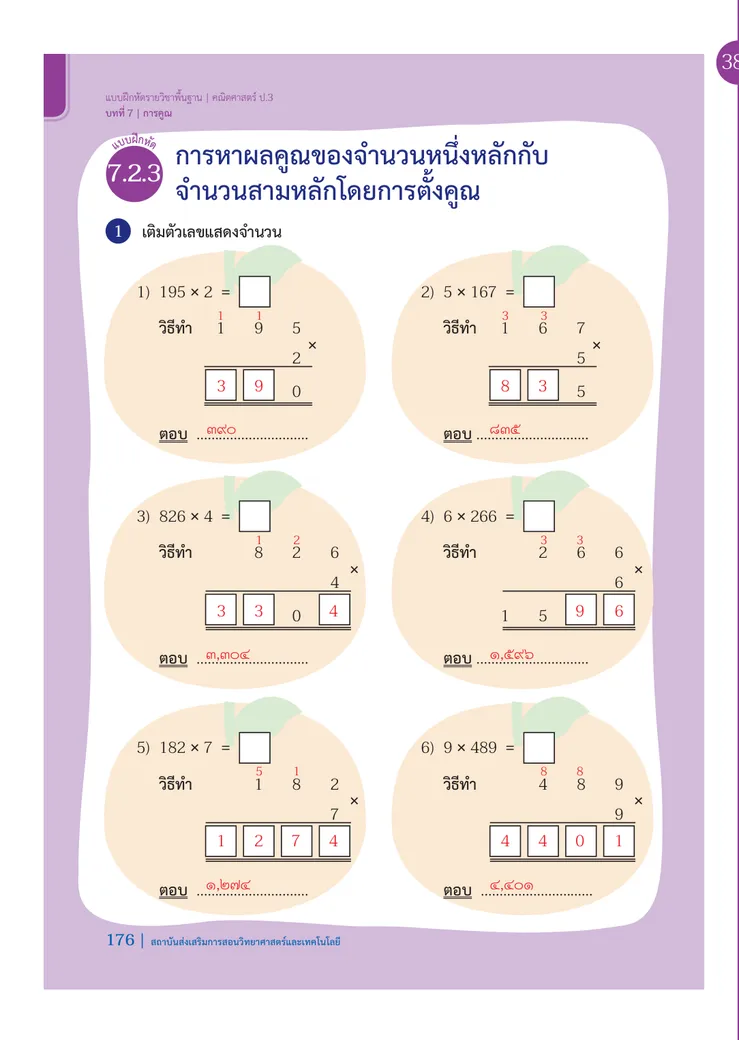 38
แบบฝึกหัดรายวิชาพื้นฐาน | คณิตศาสตร์ ป.3
บทที่ 7 | การคูณ
แบบฝึกหัด
7.2.3
การหาผลคูณของจำนวนหนึ่งหลักกับ
จำนวนสามหลักโดยการตั้งคูณ
1 เติมตัวเลขแสดงจำนวน
1) 195 × 2 =
1 1
วิธีทำ 1 9 5
×
2
3 9 0
ตอบ ๓๙๐
2) 5 × 167 =
3 3
วิธีทำ 1 6 7
×
5
8 3 5
ตอบ ๘๓๕
3) 826 × 4 =
1 2
วิธีทำ 8 2 6
×
4
3 3 0 4
ตอบ ๓,๓๐๔
4) 6 × 266 =
3 3
วิธีทำ 2 6 6
×
6
1 5 9 6
ตอบ ๑,๕๙๖
5) 182 × 7 =
5 1
วิธีทำ 1 8 2
×
7
1 2 7 4
ตอบ ๑,๒๗๔
6) 9 × 489 =
8 8
วิธีทำ 4 8 9
×
9
4 4 0 1
ตอบ ๔,๔๐๑
176 | สถาบันส่งเสริมการสอนวิทยาศาสตร์และเทคโนโลยี